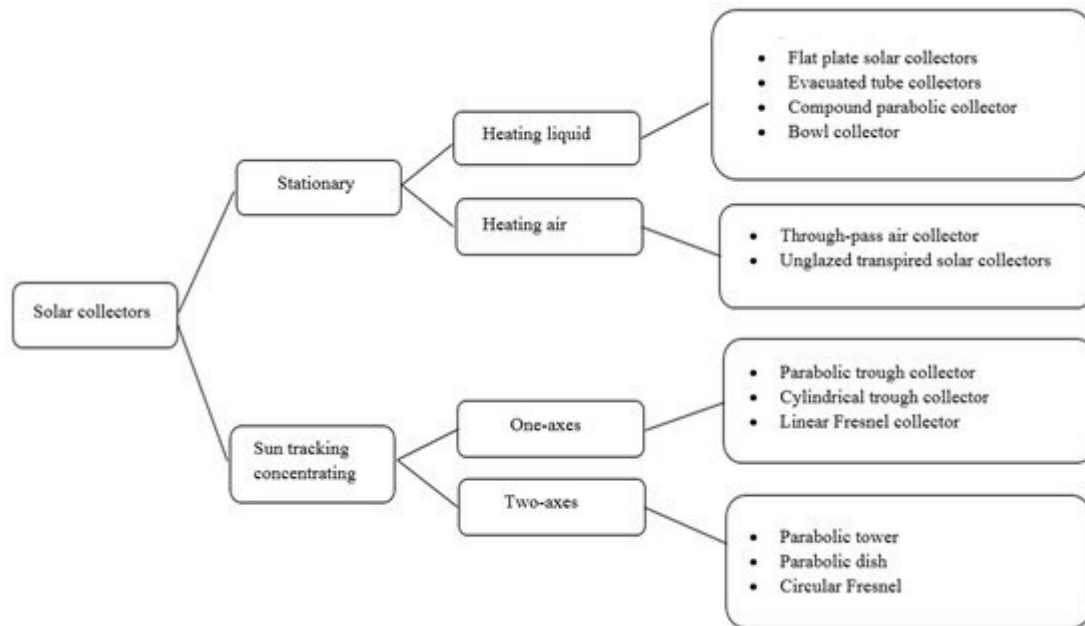 Flat plate solar collectors
Evacuated tube collectors
Compound parabolic collector
Bowl collector
Heating liquid
Stationary
Heating air
Through-pass air collector
Unglazed transpired solar collectors
Solar collectors
Parabolic trough collector
Cylindrical trough collector
Linear Fresnel collector
One-axes
Sun tracking
concentrating
Two-axes
Parabolic tower
Parabolic dish
Circular Fresnel